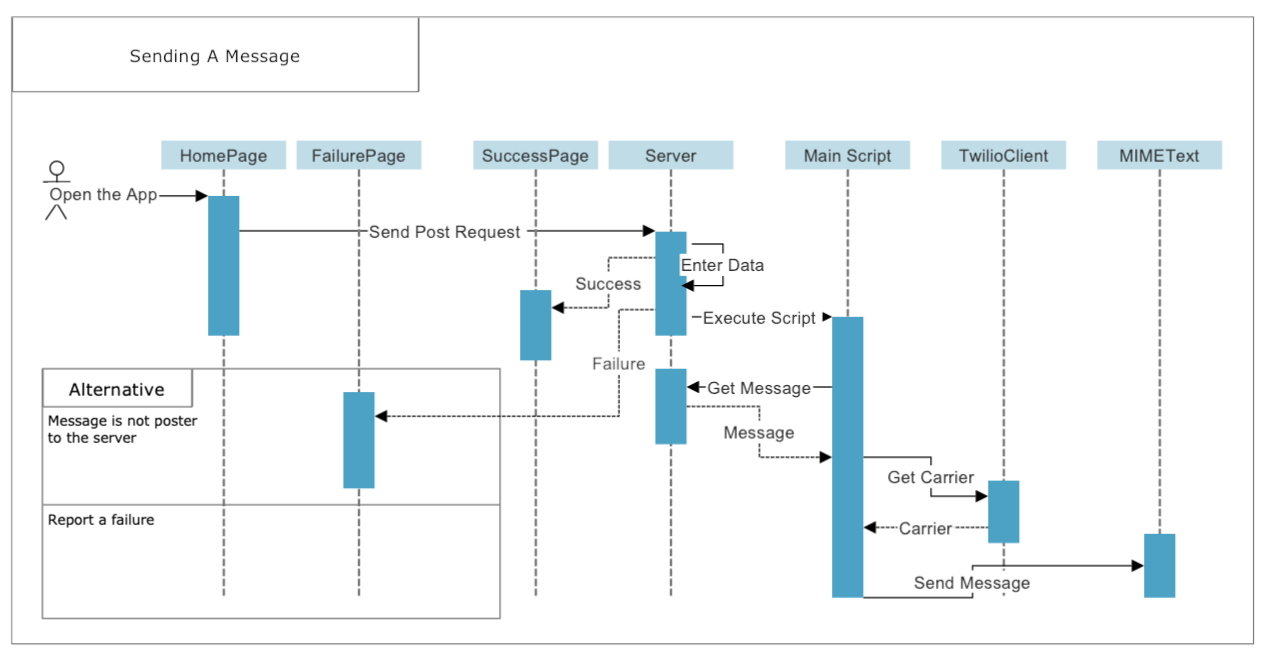 Sending A Message
HomePage
FailurePage
SuccessPage
Server
Main Script
TwilioClient
MIMEText
Open the App
Send Post Request
Enter Data
Success
Execute Script
Failure
Get Message
Alternative
Message is not poster
to the server
Message
Get Carrier
Report a failure
Carrier
Send Message